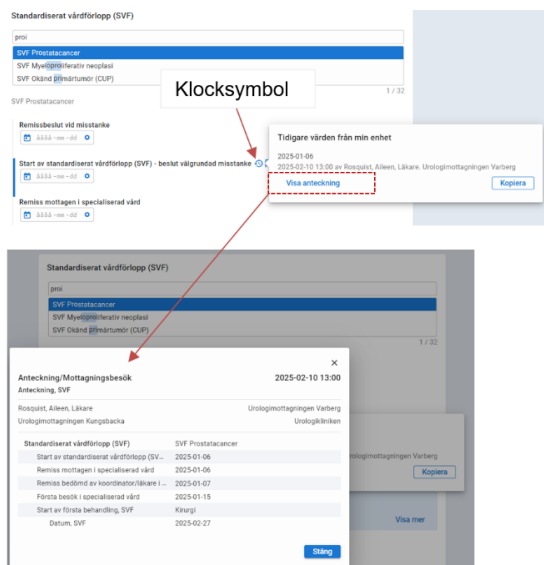 Standardiserat vårdförlopp (SVF)
proi
SVF Prostatacancer
SVF Myeloproliferativ neoplasi
SVF Okänd primärtumör (CUP)
1 / 32
SVF Prostatacancer
Klocksymbol
Remissbeslut vid misstanke
åååå-mm-dd
Start av standardiserat vårdförlopp (SVF) - beslut välgrundad misstanke
åååå-mm-dd
Remiss mottagen i specialiserad vård
åååå-mm-dd
Tidigare värden från min enhet
2025-01-06
2025-02-10 13:00 av Rosquist, Aileen, Läkare, Urologimottagningen Varberg
Visa anteckning
Kopiera
Standardiserat vårdförlopp (SVF)
proi
SVF Prostatacancer
SVF Myeloproliferativ neoplasi
SVF Okänd primärtumör (CUP)
1 / 32
Anteckning/Mottagningsbesök 2025-02-10 13:00
Anteckning, SVF
Rosquist, Aileen, Läkare Urologimottagningen Varberg
Urologimottagningen Kungsbacka Urologikliniken
Standardiserat vårdförlopp (SVF) SVF Prostatacancer
Start av standardiserat vårdförlopp (SV... 2025-01-06
Remiss mottagen i specialiserad vård 2025-01-06
Remiss bedömd av koordinator/läkare i ... 2025-01-07
Första besök i specialiserad vård 2025-01-15
Start av första behandling, SVF Kirurgi
Datum, SVF 2025-02-27
Stäng
ologimottagningen Varberg
Kopiera
Visa mer